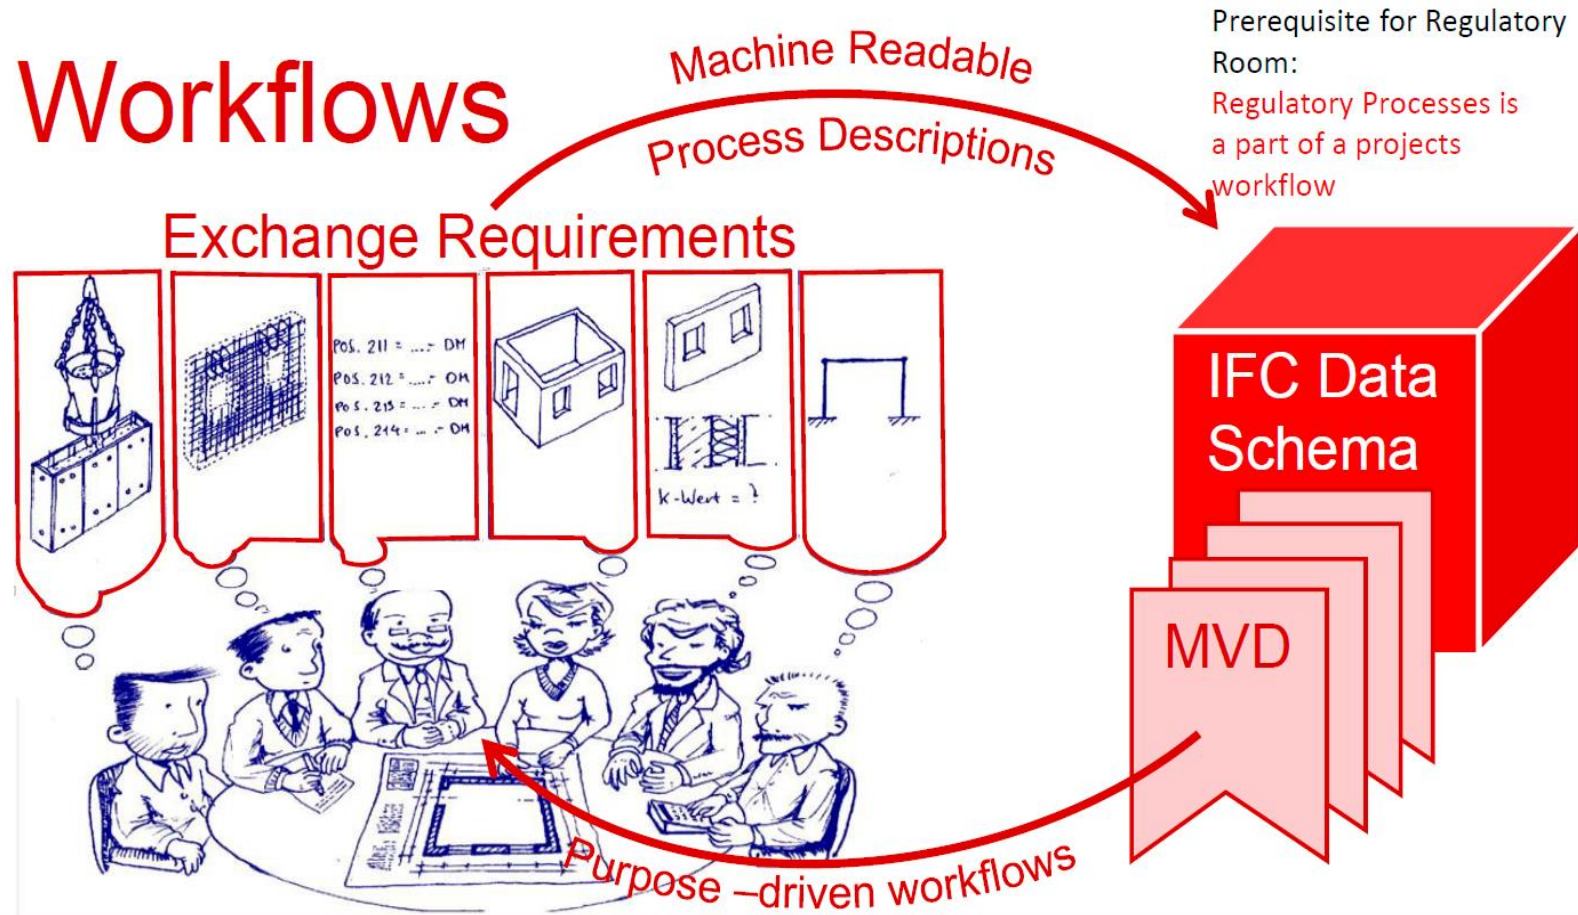 Workflows
Machine Readable
Process Descriptions
Prerequisite for Regulatory
Room:
Regulatory Processes is
a part of a projects
workflow
Exchange Requirements
POS. 211 = ....- DM
POS. 212 = ....- DM
POS. 213 = ....- DM
POS. 214 = ....- DM
K-Wert = ?
IFC Data
Schema
MVD
Purpose –driven workflows